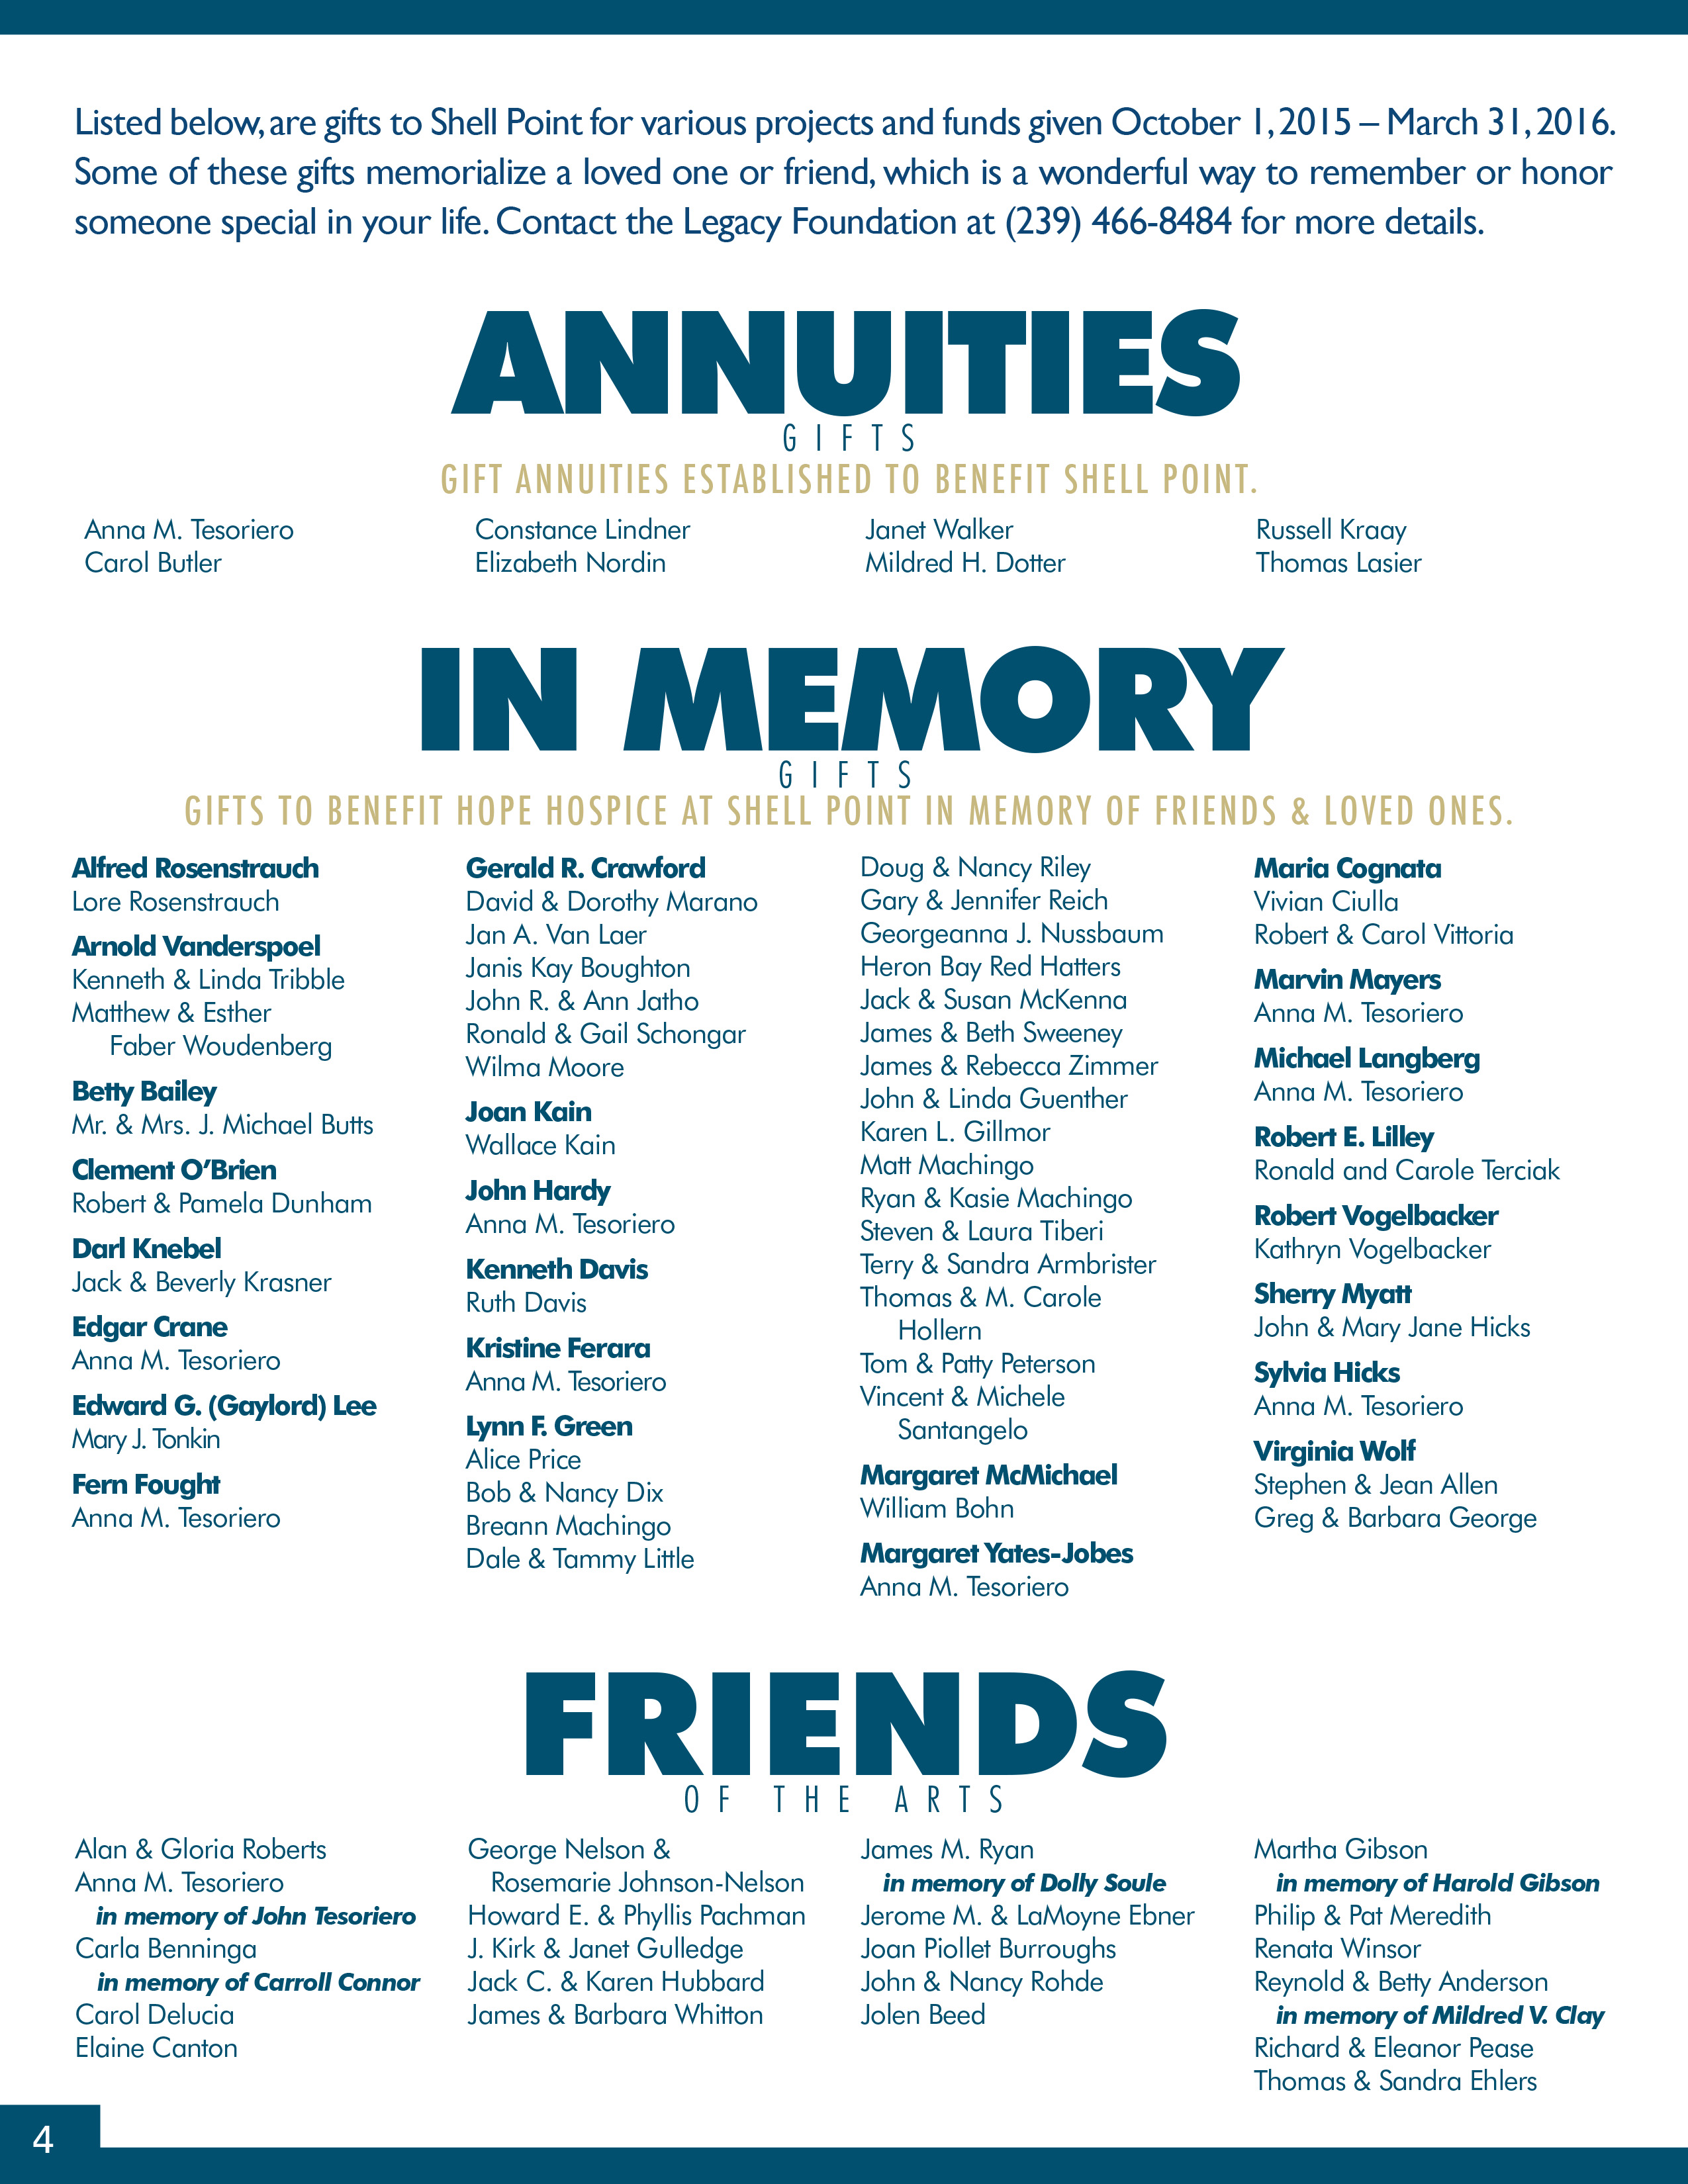 Listed below, are gifts to Shell Point for various projects and funds given October 1, 2015 – March 31, 2016.
Some of these gifts memorialize a loved one or friend, which is a wonderful way to remember or honor
someone special in your life. Contact the Legacy Foundation at (239) 466-8484 for more details.
ANNUITIES
GIFTS
GIFT ANNUITIES ESTABLISHED TO BENEFIT SHELL POINT.
Anna M. Tesoriero
Carol Butler
Constance Lindner
Elizabeth Nordin
Janet Walker
Mildred H. Dotter
Russell Kraay
Thomas Lasier
IN MEMORY
GIFTS
GIFTS TO BENEFIT HOPE HOSPICE AT SHELL POINT IN MEMORY OF FRIENDS & LOVED ONES.
Alfred Rosenstrauch
Lore Rosenstrauch
Arnold Vanderspoel
Kenneth & Linda Tribble
Matthew & Esther
Faber Woudenberg
Betty Bailey
Mr. & Mrs. J. Michael Butts
Clement O'Brien
Robert & Pamela Dunham
Darl Knebel
Jack & Beverly Krasner
Edgar Crane
Anna M. Tesoriero
Edward G. (Gaylord) Lee
Mary J. Tonkin
Fern Fought
Anna M. Tesoriero
Gerald R. Crawford
David & Dorothy Marano
Jan A. Van Laer
Janis Kay Boughton
John R. & Ann Jatho
Ronald & Gail Schongar
Wilma Moore
Joan Kain
Wallace Kain
John Hardy
Anna M. Tesoriero
Kenneth Davis
Ruth Davis
Kristine Ferara
Anna M. Tesoriero
Lynn F. Green
Alice Price
Bob & Nancy Dix
Breann Machingo
Dale & Tammy Little
Doug & Nancy Riley
Gary & Jennifer Reich
Georgeanna J. Nussbaum
Heron Bay Red Hatters
Jack & Susan McKenna
James & Beth Sweeney
James & Rebecca Zimmer
John & Linda Guenther
Karen L. Gillmor
Matt Machingo
Ryan & Kasie Machingo
Steven & Laura Tiberi
Terry & Sandra Armbrister
Thomas & M. Carole
Hollern
Tom & Patty Peterson
Vincent & Michele
Santangelo
Margaret McMichael
William Bohn
Margaret Yates-Jobes
Anna M. Tesoriero
Maria Cognata
Vivian Ciulla
Robert & Carol Vittoria
Marvin Mayers
Anna M. Tesoriero
Michael Langberg
Anna M. Tesoriero
Robert E. Lilley
Ronald and Carole Terciak
Robert Vogelbacker
Kathryn Vogelbacker
Sherry Myatt
John & Mary Jane Hicks
Sylvia Hicks
Anna M. Tesoriero
Virginia Wolf
Stephen & Jean Allen
Greg & Barbara George
FRIENDS
OF THE ARTS
Alan & Gloria Roberts
Anna M. Tesoriero
in memory of John Tesoriero
Carla Benninga
in memory of Carroll Connor
Carol Delucia
Elaine Canton
George Nelson &
Rosemarie Johnson-Nelson
Howard E. & Phyllis Pachman
J. Kirk & Janet Gulledge
Jack C. & Karen Hubbard
James & Barbara Whitton
James M. Ryan
in memory of Dolly Soule
Jerome M. & LaMoyne Ebner
Joan Piollet Burroughs
John & Nancy Rohde
Jolen Beed
Martha Gibson
in memory of Harold Gibson
Philip & Pat Meredith
Renata Winsor
Reynold & Betty Anderson
in memory of Mildred V. Clay
Richard & Eleanor Pease
Thomas & Sandra Ehlers
4